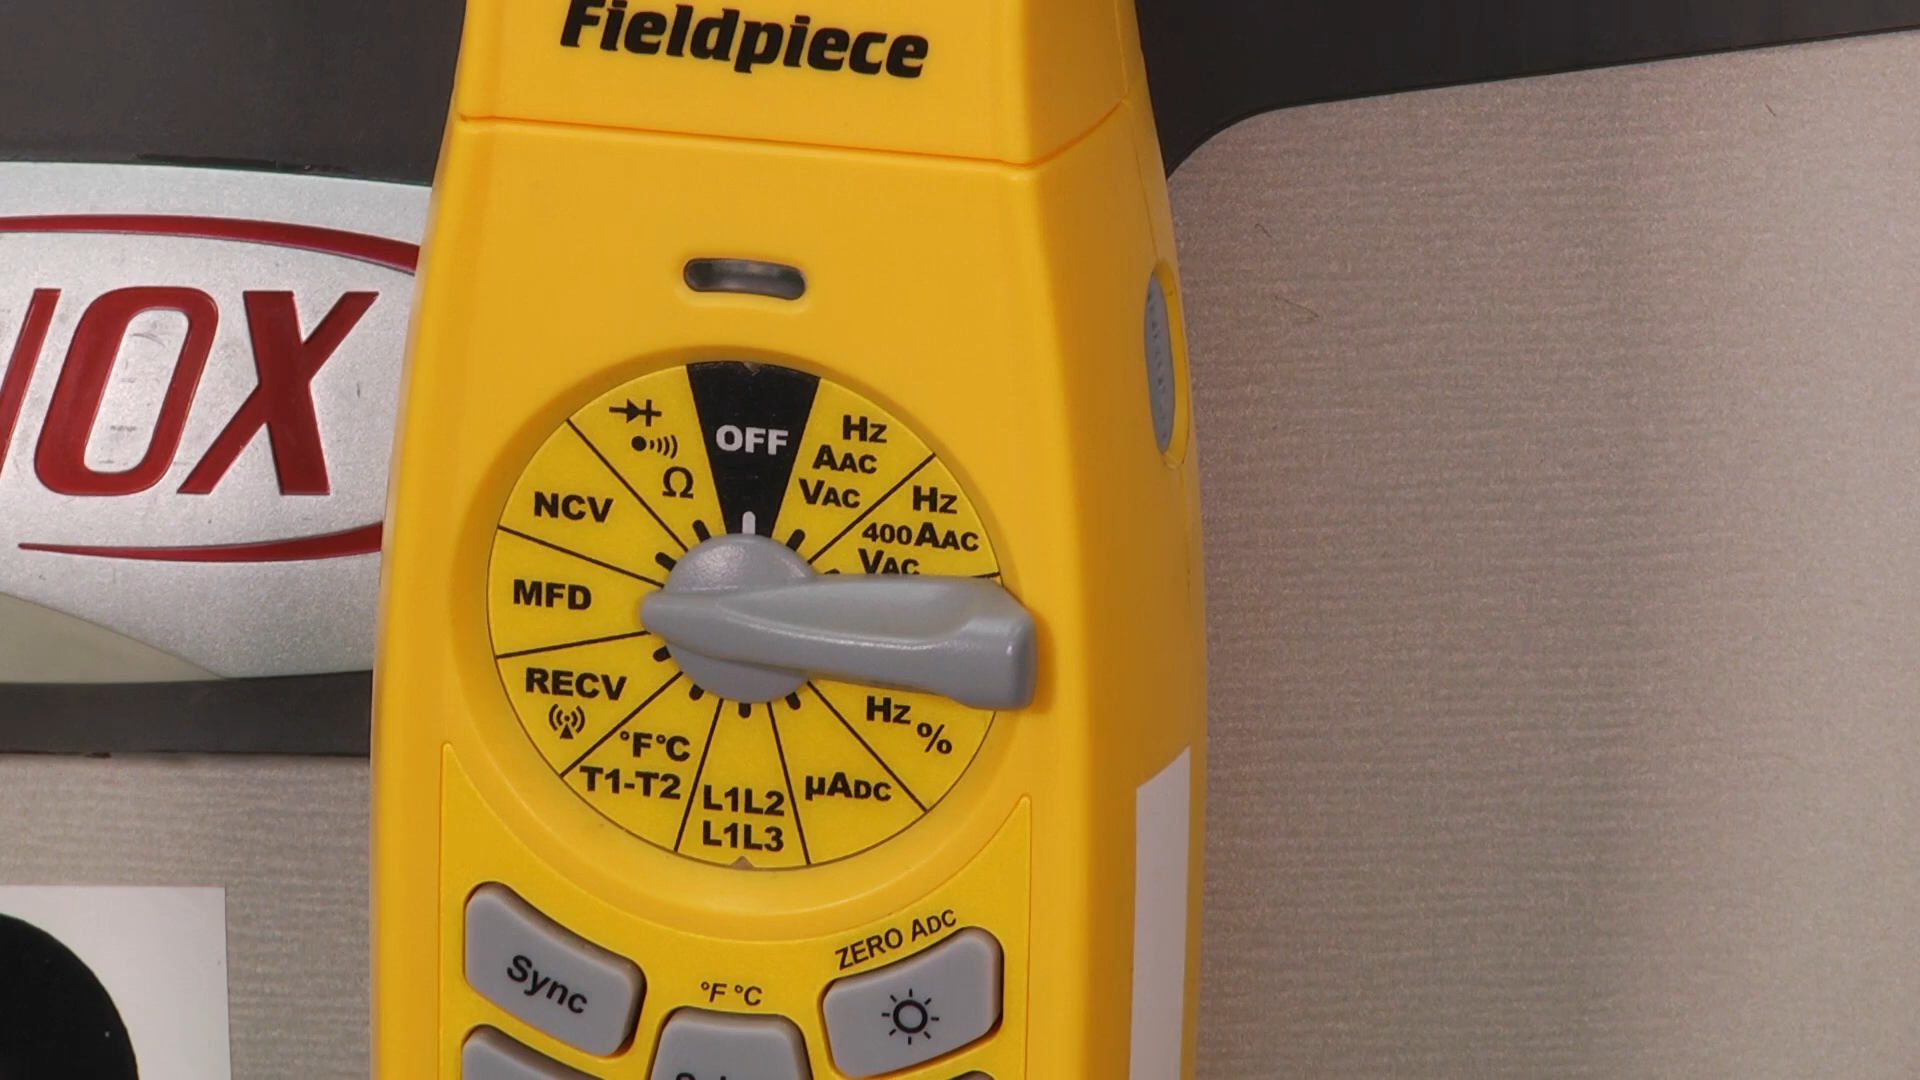 Fieldpiece
NOX
OFF
Hz
AAC
VAC
Hz
400AAC
VAC
Hz %
µADC
L1L2
L1L3
°F°C
T1-T2
RECV
MFD
NCV
Ω
ZERO ADC
Sync
°F °C